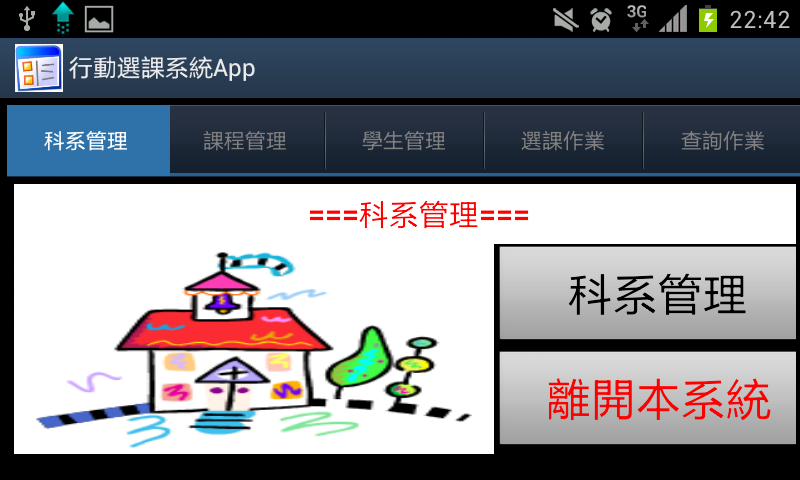 3G 22:42
行動選課系統App
科系管理 課程管理 學生管理 選課作業 查詢作業
===科系管理===
科系管理
離開本系統